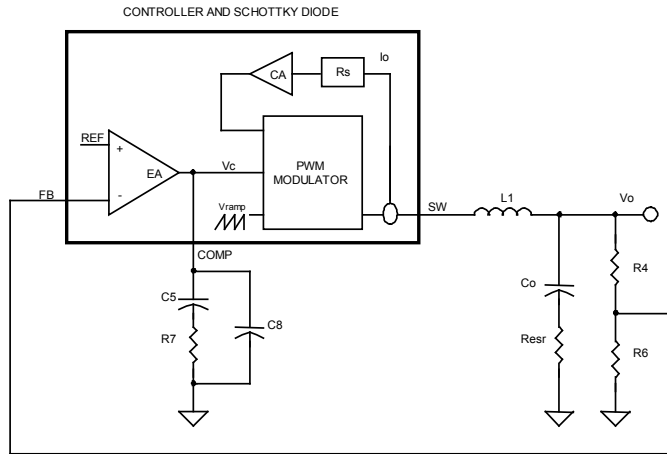 CONTROLLER AND SCHOTTKY DIODE
Io
CA
Rs
REF
+
EA
-
Vc
PWM
MODULATOR
FB
Vramp
SW
L1
Vo
COMP
R4
C5
Co
C8
R7
Resr
R6